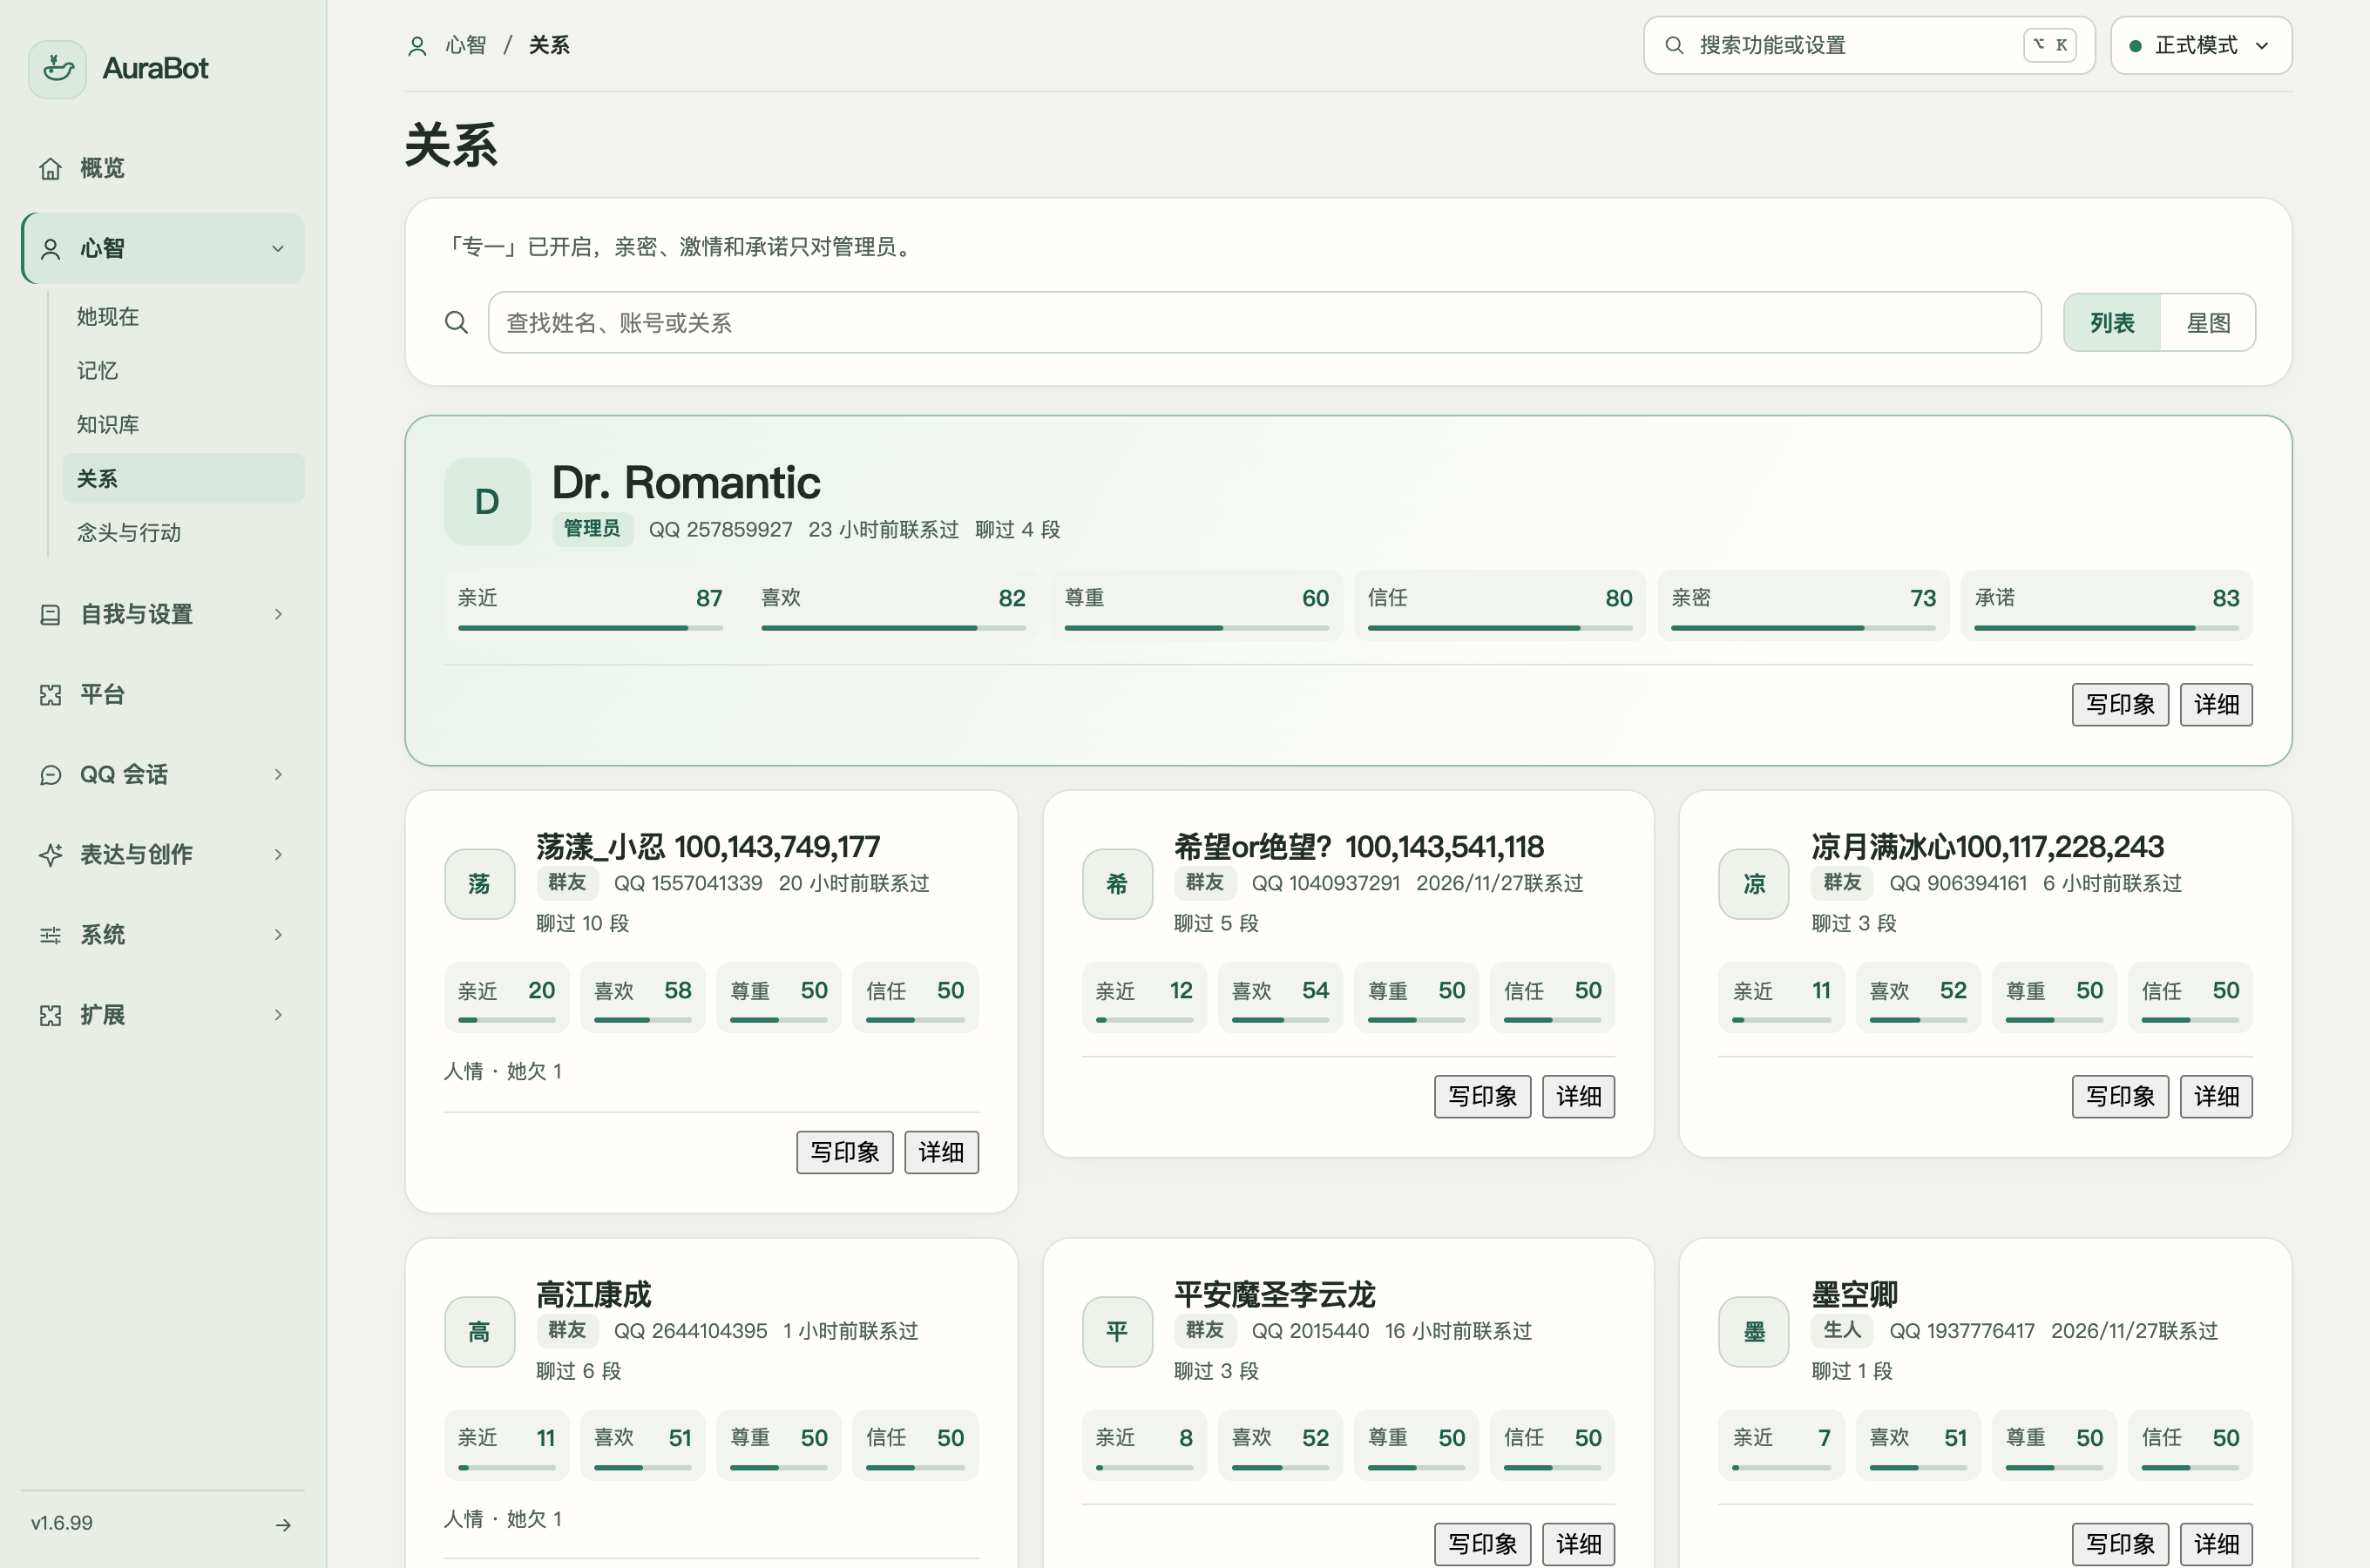 AuraBot
概览
心智
她现在
记忆
知识库
关系
念头与行动
自我与设置
平台
QQ 会话
表达与创作
系统
扩展
v1.6.99
心智 / 关系
搜索功能或设置 ⌥ K
正式模式
关系
「专一」已开启，亲密、激情和承诺只对管理员。
查找姓名、账号或关系
列表 星图
D
Dr. Romantic
管理员 QQ 257859927 23 小时前联系过 聊过 4 段
亲近 87 喜欢 82 尊重 60 信任 80 亲密 73 承诺 83
写印象 详细
荡
荡漾_小忍 100,143,749,177
群友 QQ 1557041339 20 小时前联系过
聊过 10 段
亲近 20 喜欢 58 尊重 50 信任 50
人情 · 她欠 1
写印象 详细
希
希望or绝望？100,143,541,118
群友 QQ 1040937291 2026/11/27联系过
聊过 5 段
亲近 12 喜欢 54 尊重 50 信任 50
写印象 详细
凉
凉月满冰心100,117,228,243
群友 QQ 906394161 6 小时前联系过
聊过 3 段
亲近 11 喜欢 52 尊重 50 信任 50
写印象 详细
高
高江康成
群友 QQ 2644104395 1 小时前联系过
聊过 6 段
亲近 11 喜欢 51 尊重 50 信任 50
人情 · 她欠 1
平
平安魔圣李云龙
群友 QQ 2015440 16 小时前联系过
聊过 3 段
亲近 8 喜欢 52 尊重 50 信任 50
写印象 详细
墨
墨空卿
生人 QQ 1937776417 2026/11/27联系过
聊过 1 段
亲近 7 喜欢 51 尊重 50 信任 50
写印象 详细